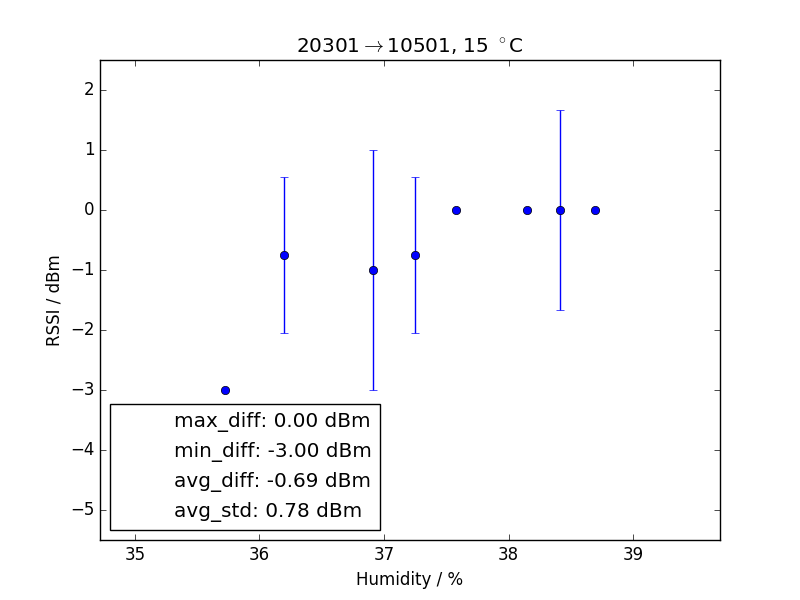 20301→10501, 15 °C
2
1
0
−1
−2
−3
−4
−5
RSSI / dBm
max_diff: 0.00 dBm
min_diff: -3.00 dBm
avg_diff: -0.69 dBm
avg_std: 0.78 dBm
35 36 37 38 39
Humidity / %